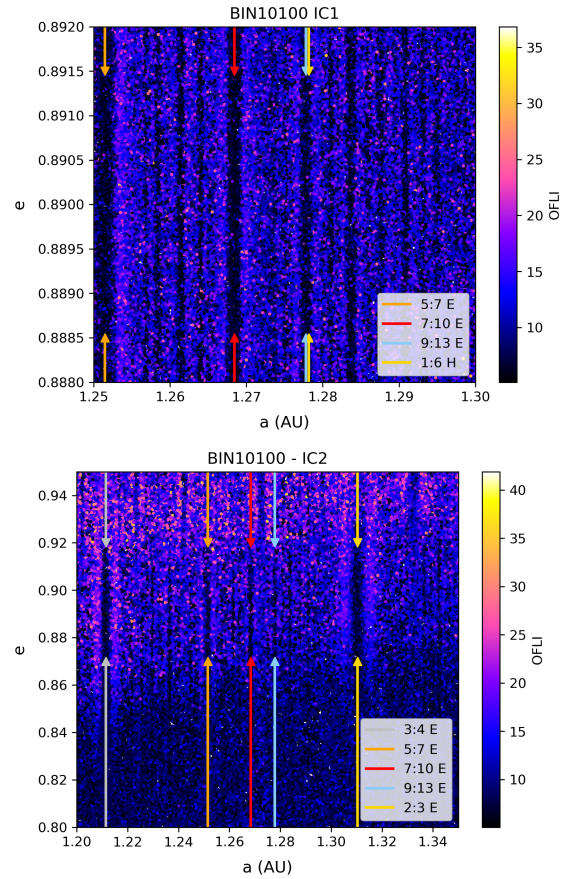 BIN10100 IC1
0.8920
0.8915
0.8910
0.8905
0.8900
0.8895
0.8890
0.8885
0.8880
e
1.25
1.26
1.27
1.28
1.29
1.30
a (AU)
5:7 E
7:10 E
9:13 E
1:6 H
35
30
25
20
15
10
5
OFLI
BIN10100 - IC2
0.94
0.92
0.90
0.88
0.86
0.84
0.82
0.80
e
1.20
1.22
1.24
1.26
1.28
1.30
1.32
1.34
a (AU)
3:4 E
5:7 E
7:10 E
9:13 E
2:3 E
40
35
30
25
20
15
10
OFLI